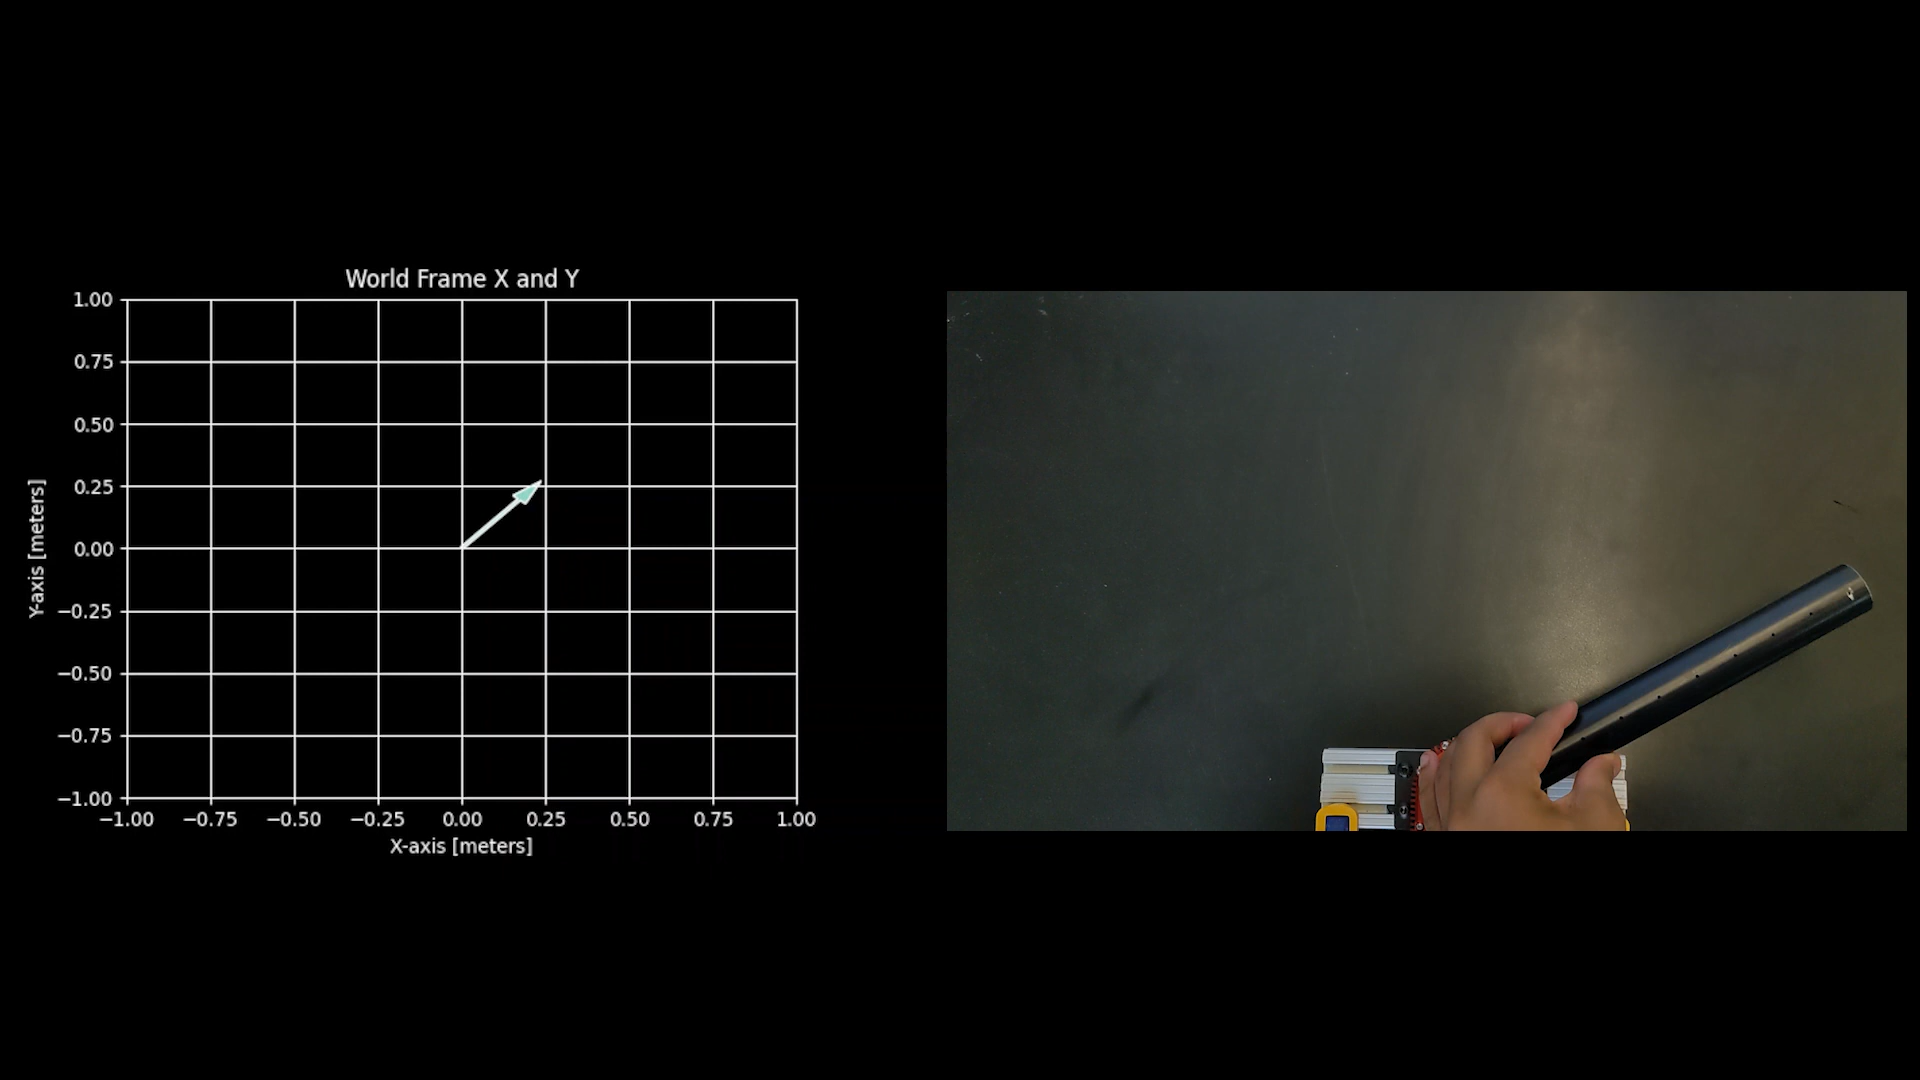 World Frame X and Y
1.00
0.75
0.50
0.25
0.00
−0.25
−0.50
−0.75
−1.00
Y-axis [meters]
−1.00 −0.75 −0.50 −0.25 0.00 0.25 0.50 0.75 1.00
X-axis [meters]